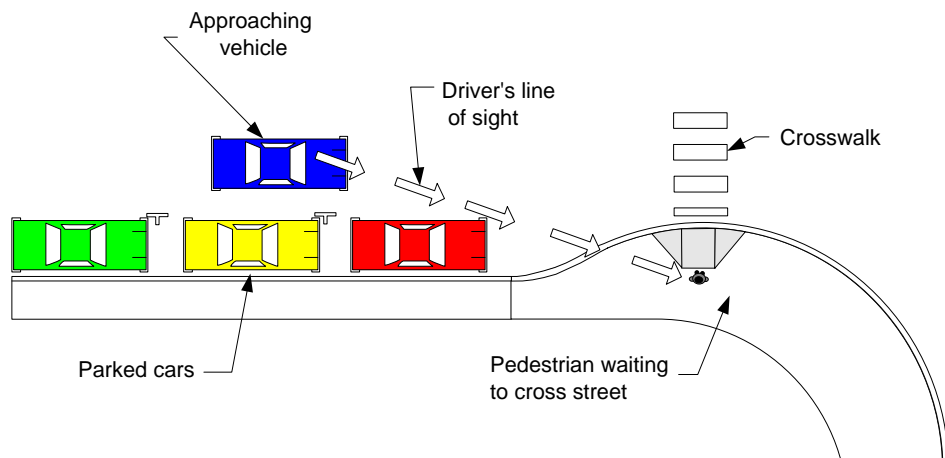 Approaching
vehicle
Driver's line
of sight
Crosswalk
Parked cars
Pedestrian waiting
to cross street